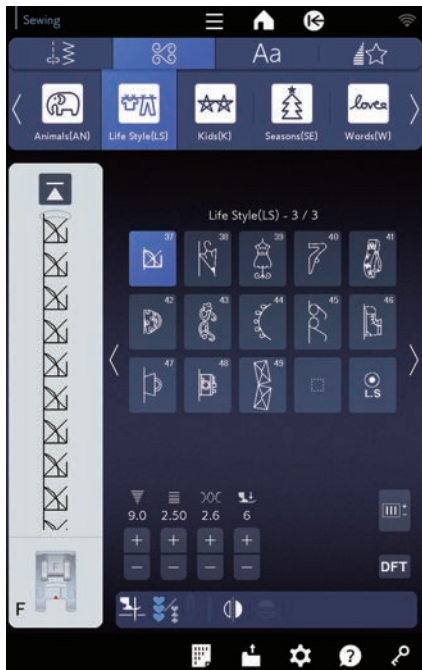 Sewing
Aa
Animals(AN) Life Style(LS) Kids(K) Seasons(SE) Words(W)
love
Life Style(LS) - 3 / 3
37 38 39 40 41
42 43 44 45 46
47 48 49
L.S
9.0 2.50 2.6 6
+ + + +
− − − −
DFT
F
F
?